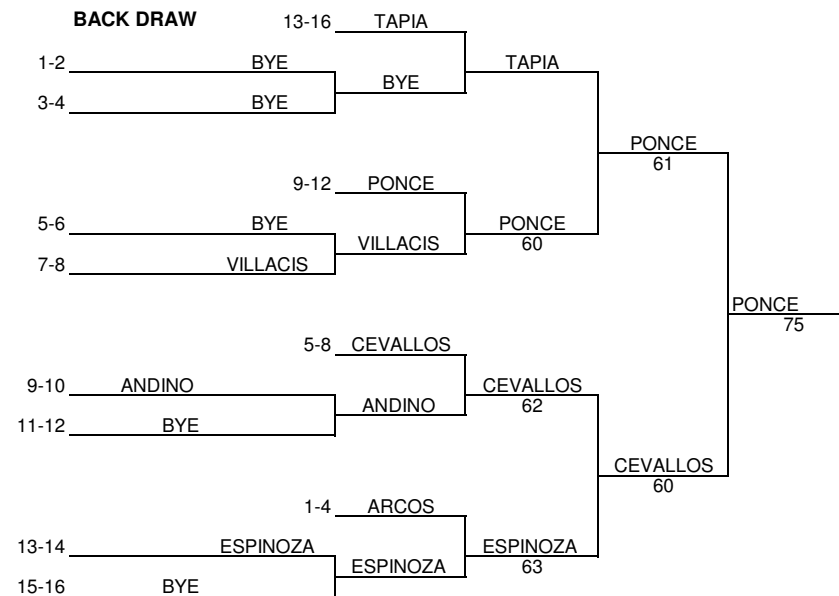 BACK DRAW
13-16 TAPIA
1-2 BYE TAPIA
3-4 BYE BYE
PONCE
61
9-12 PONCE
5-6 BYE PONCE
VILLACIS 60
7-8 VILLACIS
PONCE
75
5-8 CEVALLOS
9-10 ANDINO CEVALLOS
ANDINO 62
11-12 BYE
CEVALLOS
60
1-4 ARCOS
13-14 ESPINOZA ESPINOZA
ESPINOZA 63
15-16 BYE